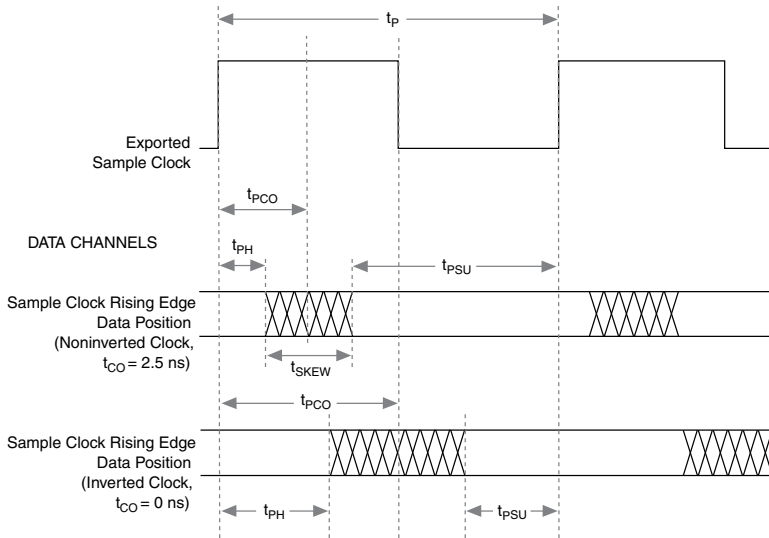 tP
Exported
Sample Clock
tPCO
DATA CHANNELS
tPH
tPSU
Sample Clock Rising Edge
Data Position
(Noninverted Clock,
tCO = 2.5 ns)
tSKEW
tPCO
Sample Clock Rising Edge
Data Position
(Inverted Clock,
tCO = 0 ns)
tPH
tPSU